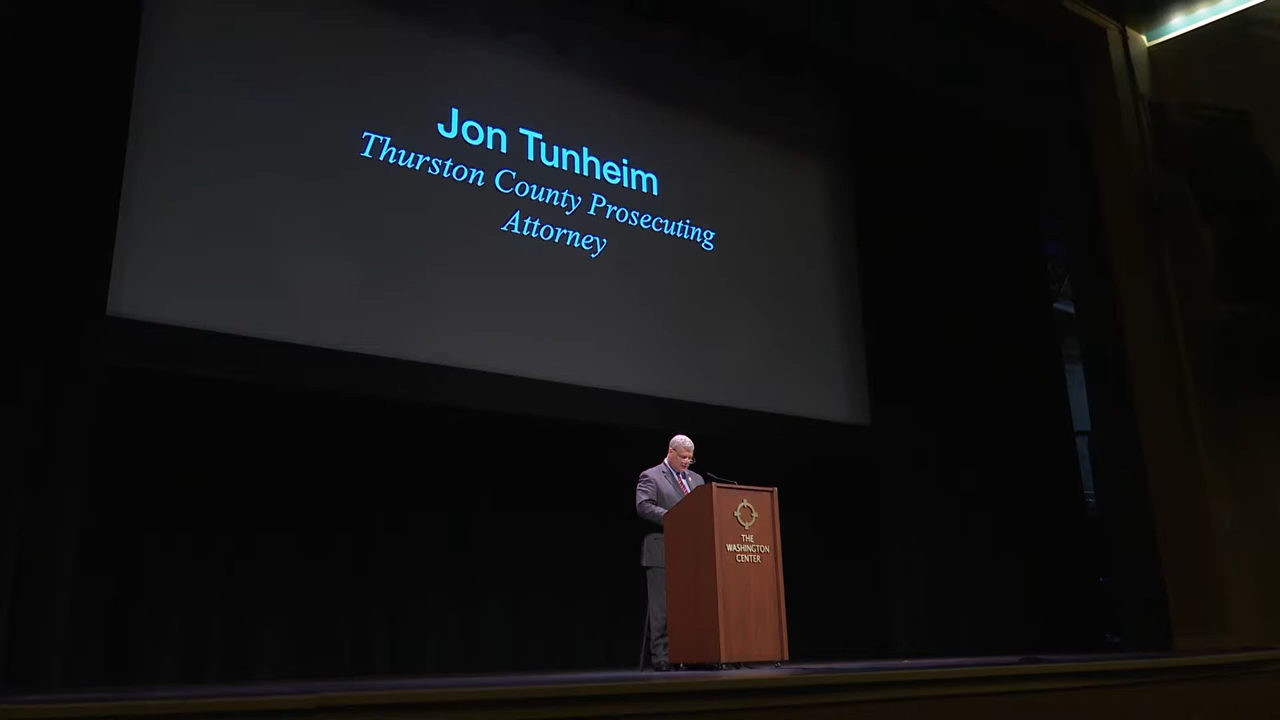 Jon Tunheim
Thurston County Prosecuting
Attorney
THE
WASHINGTON
CENTER